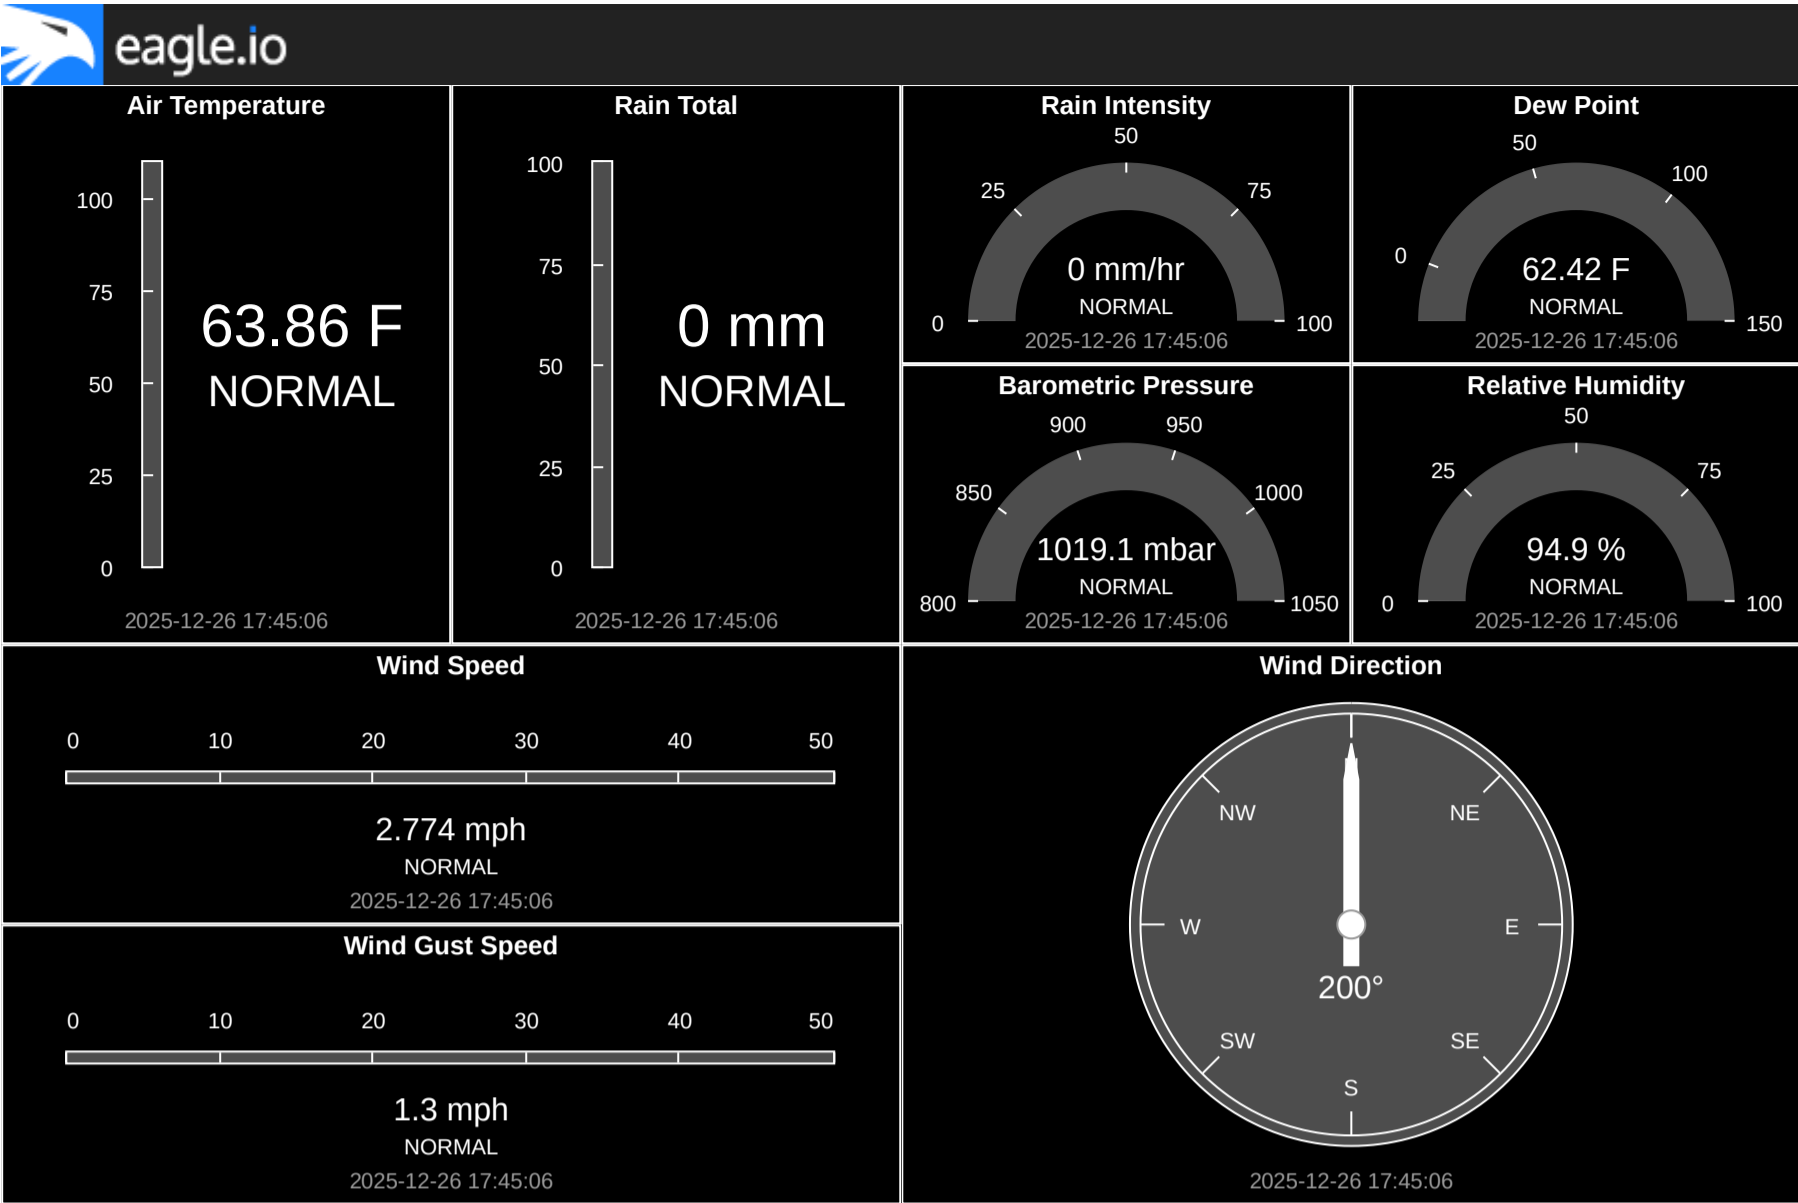 eagle.io
Air Temperature
100
75
50
25
0
63.86 F
NORMAL
2025-12-26 17:45:06
Rain Total
100
75
50
25
0
0 mm
NORMAL
2025-12-26 17:45:06
Rain Intensity
50
25
75
0
100
0 mm/hr
NORMAL
2025-12-26 17:45:06
Dew Point
50
100
0
150
62.42 F
NORMAL
2025-12-26 17:45:06
Barometric Pressure
900
950
850
1000
800
1050
1019.1 mbar
NORMAL
2025-12-26 17:45:06
Relative Humidity
50
25
75
0
100
94.9 %
NORMAL
2025-12-26 17:45:06
Wind Speed
0 10 20 30 40 50
2.774 mph
NORMAL
2025-12-26 17:45:06
Wind Gust Speed
0 10 20 30 40 50
1.3 mph
NORMAL
2025-12-26 17:45:06
Wind Direction
NW NE
W E
200°
SW SE
S
2025-12-26 17:45:06